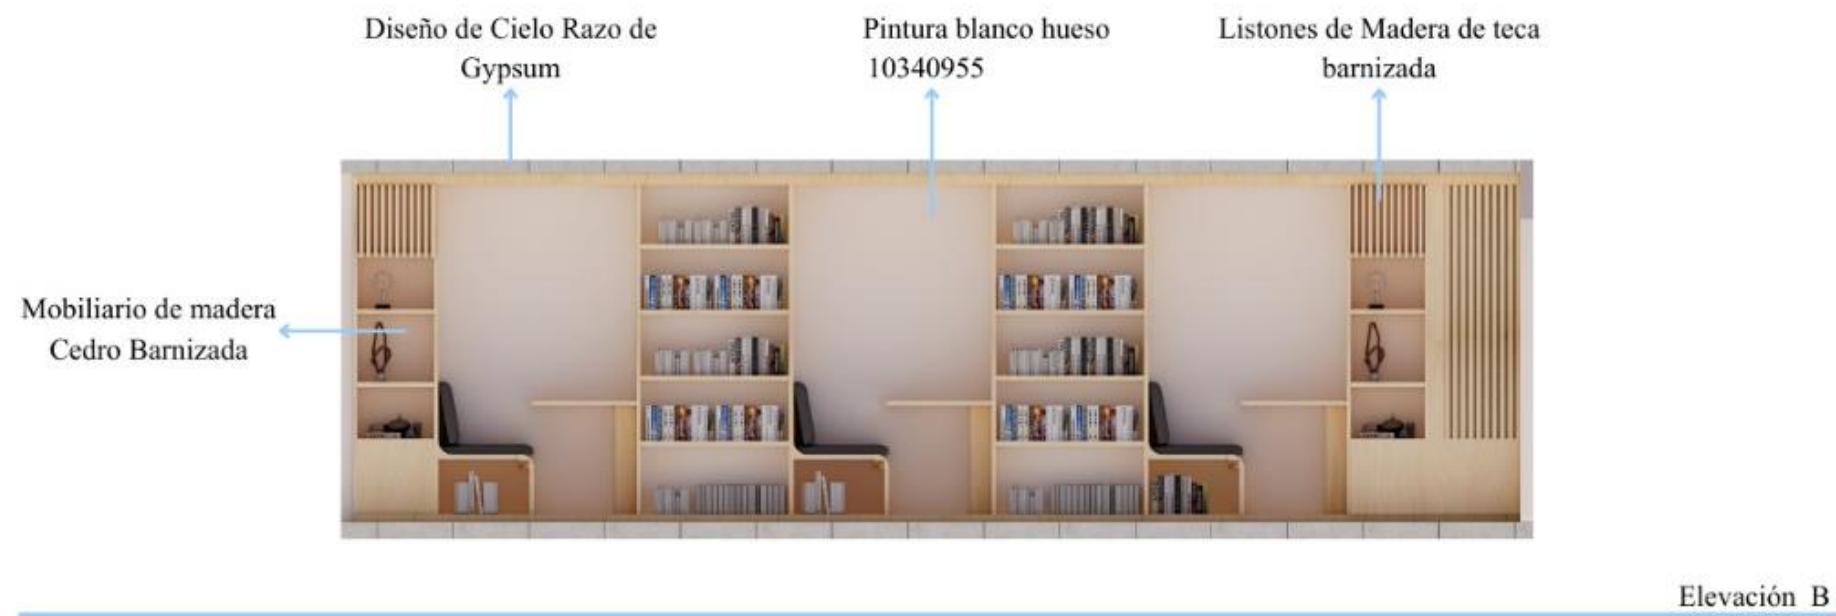 Diseño de Cielo Razo de
Gypsum
Pintura blanco hueso
10340955
Listones de Madera de teca
barnizada
Mobiliario de madera
Cedro Barnizada
Elevación B